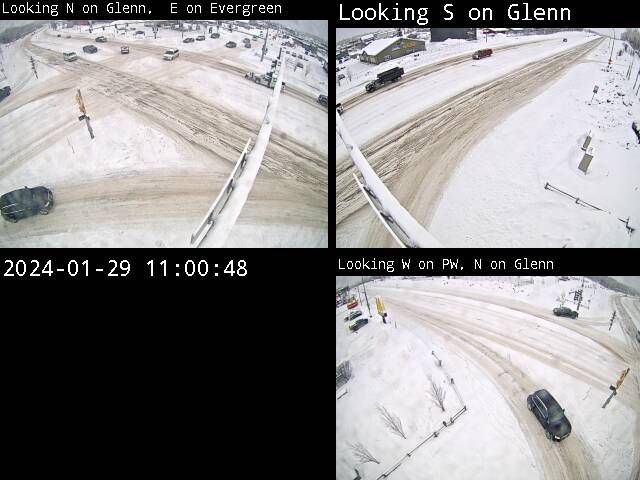 Looking N on Glenn,  E on Evergreen
Looking S on Glenn
2024-01-29 11:00:48
Looking W on PW, N on Glenn